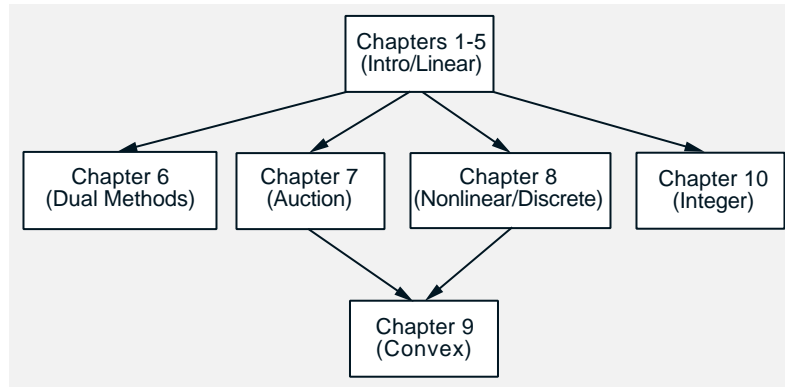 Chapters 1-5
(Intro/Linear)
Chapter 6
(Dual Methods)
Chapter 7
(Auction)
Chapter 8
(Nonlinear/Discrete)
Chapter 10
(Integer)
Chapter 9
(Convex)